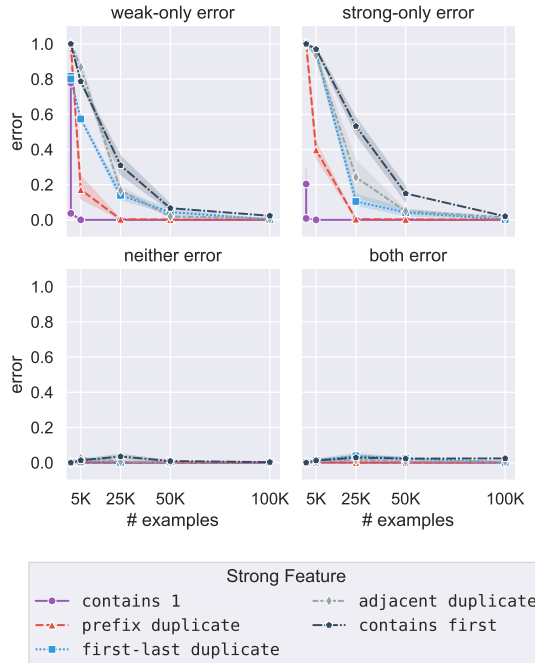 weak-only error
strong-only error
1.0
0.8
0.6
0.4
0.2
0.0
error
neither error
both error
1.0
0.8
0.6
0.4
0.2
0.0
error
5K 25K 50K 100K
5K 25K 50K 100K
# examples
# examples
Strong Feature
contains 1
prefix duplicate
first-last duplicate
adjacent duplicate
contains first